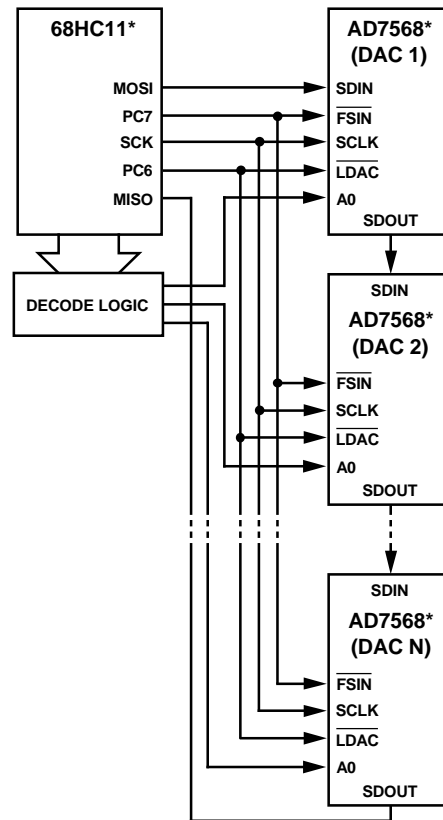 68HC11*
MOSI
PC7
SCK
PC6
MISO
DECODE LOGIC
AD7568*
(DAC 1)
SDIN
FSIN
SCLK
LDAC
A0
SDOUT
SDIN
AD7568*
(DAC 2)
FSIN
SCLK
LDAC
A0
SDOUT
SDIN
AD7568*
(DAC N)
FSIN
SCLK
LDAC
A0
SDOUT